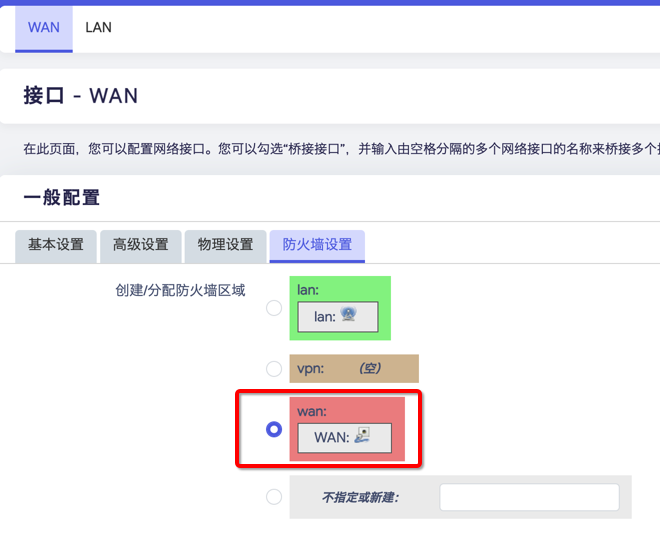 WAN LAN
接口 - WAN
在此页面，您可以配置网络接口。您可以勾选“桥接接口”，并输入由空格分隔的多个网络接口的名称来桥接多个
一般配置
基本设置 高级设置 物理设置 防火墙设置
创建/分配防火墙区域
lan:
lan:
vpn: （空）
wan:
WAN:
不指定或新建：